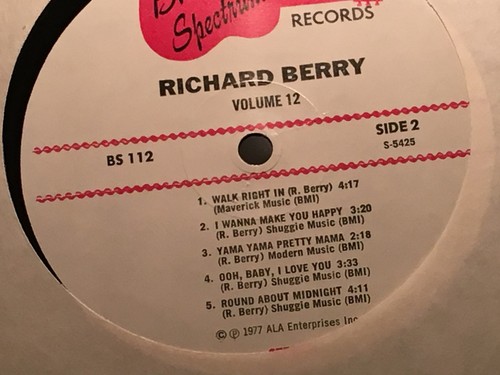 Spectrum
RECORDS
RICHARD BERRY
VOLUME 12
BS 112
SIDE 2
S-5425
1. WALK RIGHT IN (R. Berry) 4:17
(Maverick Music (BMI)
2. I WANNA MAKE YOU HAPPY 3:20
(R. Berry) Shuggie Music (BMI)
3. YAMA YAMA PRETTY MAMA 2:18
(R. Berry) Modern Music (BMI)
4. OOH, BABY, I LOVE YOU 3:33
(R. Berry) Shuggie Music (BMI)
5. ROUND ABOUT MIDNIGHT 4:11
(R. Berry) Shuggie Music (BMI)
© ℗ 1977 ALA Enterprises Inc